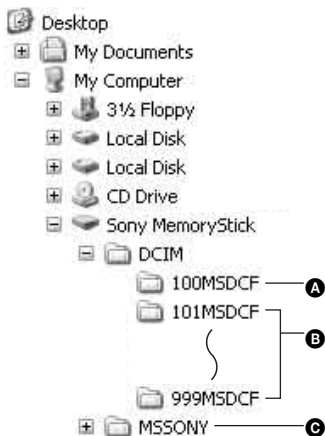 Desktop
My Documents
My Computer
3½ Floppy
Local Disk
Local Disk
CD Drive
Sony MemoryStick
DCIM
100MSDCF A
101MSDCF
B
999MSDCF
MSSONY C